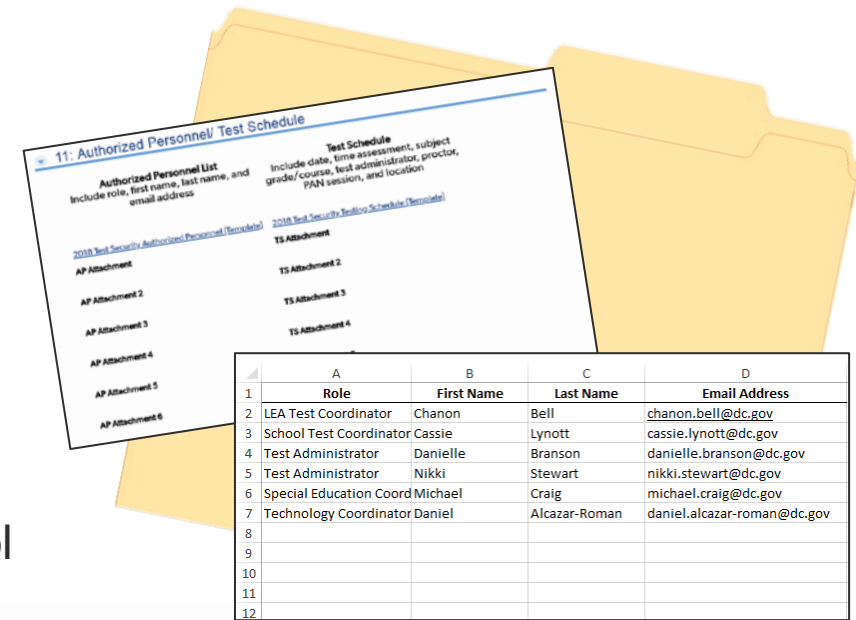 11: Authorized Personnel/ Test Schedule
Authorized Personnel List
Include role, first name, last name, and
email address
Test Schedule
Include date, time assessment, subject
grade/course, test administrator, proctor,
PAN session, and location
2018 Test Security Authorized Personnel [Template]
2018 Test Security Testing Schedule [Template]
AP Attachment
TS Attachment
AP Attachment 2
TS Attachment 2
AP Attachment 3
TS Attachment 3
AP Attachment 4
TS Attachment 4
AP Attachment 5
AP Attachment 6
A B C D
1 Role First Name Last Name Email Address
2 LEA Test Coordinator Chanon Bell chanon.bell@dc.gov
3 School Test Coordinator Cassie Lynott cassie.lynott@dc.gov
4 Test Administrator Danielle Branson danielle.branson@dc.gov
5 Test Administrator Nikki Stewart nikki.stewart@dc.gov
6 Special Education Coord Michael Craig michael.craig@dc.gov
7 Technology Coordinator Daniel Alcazar-Roman daniel.alcazar-roman@dc.gov
8
9
10
11
12